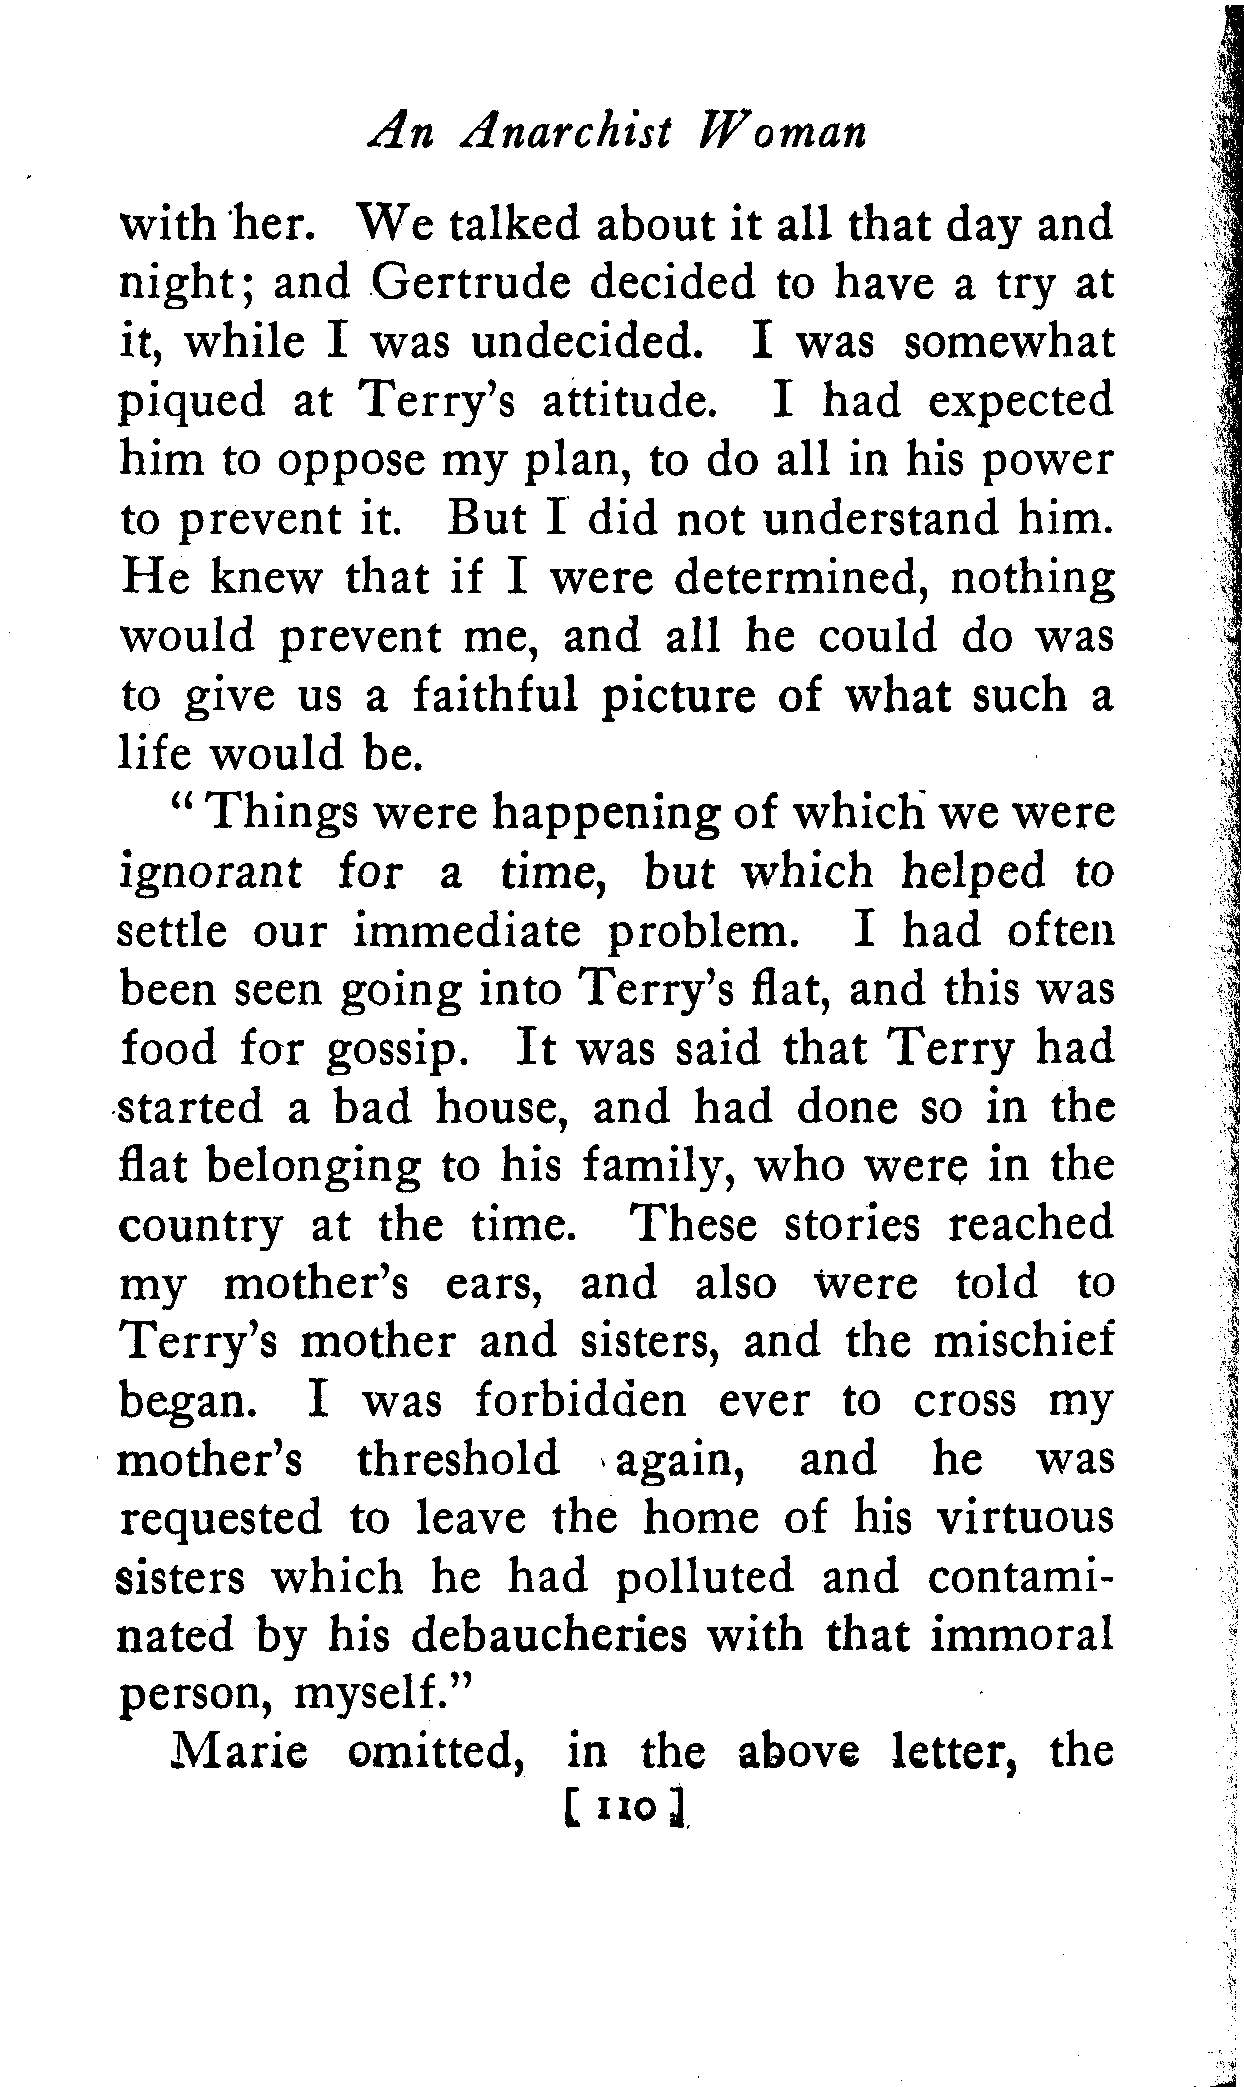 An Anarchist Woman
with her. We talked about it all that day and
night; and Gertrude decided to have a try at
it, while I was undecided. I was somewhat
piqued at Terry's attitude. I had expected
him to oppose my plan, to do all in his power
to prevent it. But I did not understand him.
He knew that if I were determined, nothing
would prevent me, and all he could do was
to give us a faithful picture of what such a
life would be.
"Things were happening of which we were
ignorant for a time, but which helped to
settle our immediate problem. I had often
been seen going into Terry's flat, and this was
food for gossip. It was said that Terry had
started a bad house, and had done so in the
flat belonging to his family, who were in the
country at the time. These stories reached
my mother's ears, and also were told to
Terry's mother and sisters, and the mischief
began. I was forbidden ever to cross my
mother's threshold again, and he was
requested to leave the home of his virtuous
sisters which he had polluted and contami-
nated by his debaucheries with that immoral
person, myself."
Marie omitted, in the above letter, the
[ 110 ]